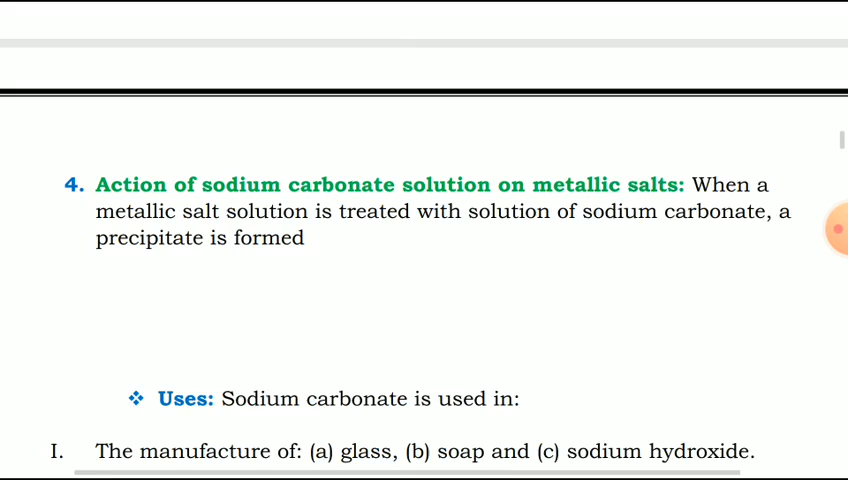 4. Action of sodium carbonate solution on metallic salts: When a
metallic salt solution is treated with solution of sodium carbonate, a
precipitate is formed
❖ Uses: Sodium carbonate is used in:
I. The manufacture of: (a) glass, (b) soap and (c) sodium hydroxide.